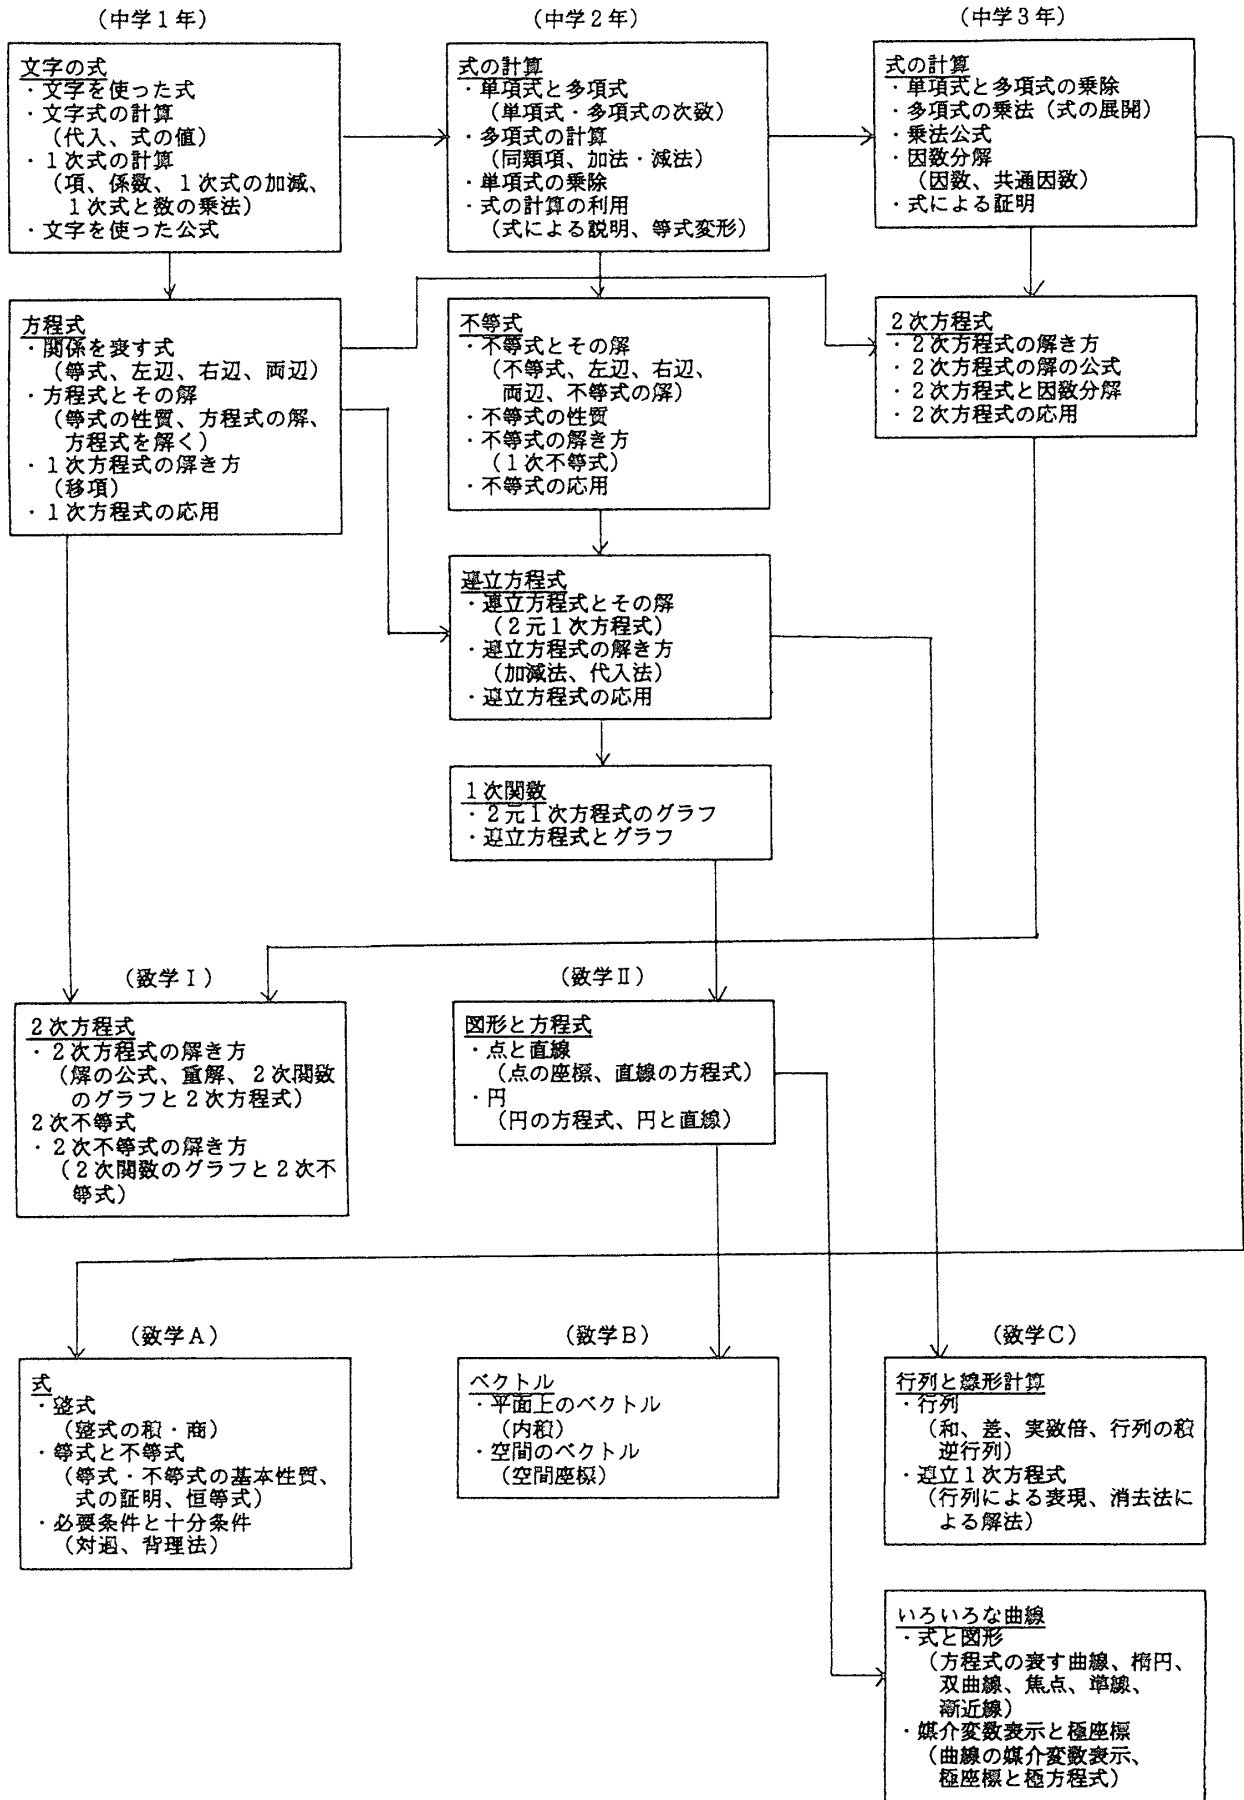 (中学1年)
文字の式
・文字を使った式
・文字式の計算
(代入、式の値)
・1次式の計算
(項、係数、1次式の加減、
1次式と数の乗法)
・文字を使った公式
方程式
・関係を表す式
(等式、左辺、右辺、両辺)
・方程式とその解
(等式の性質、方程式の解、
方程式を解く)
・1次方程式の解き方
(移項)
・1次方程式の応用
(中学2年)
式の計算
・単項式と多項式
(単項式・多項式の次数)
・多項式の計算
(同類項、加法・減法)
・単項式の乗除
・式の計算の利用
(式による説明、等式変形)
不等式
・不等式とその解
(不等式、左辺、右辺、
両辺、不等式の解)
・不等式の性質
・不等式の解き方
(1次不等式)
・不等式の応用
連立方程式
・連立方程式とその解
(2元1次方程式)
・連立方程式の解き方
(加減法、代入法)
・連立方程式の応用
1次関数
・2元1次方程式のグラフ
・連立方程式とグラフ
(中学3年)
式の計算
・単項式と多項式の乗除
・多項式の乗法(式の展開)
・乗法公式
・因数分解
(因数、共通因数)
・式による証明
2次方程式
・2次方程式の解き方
・2次方程式の解の公式
・2次方程式と因数分解
・2次方程式の応用
(数学Ⅰ)
2次方程式
・2次方程式の解き方
(解の公式、重解、2次関数
のグラフと2次方程式)
2次不等式
・2次不等式の解き方
(2次関数のグラフと2次不
等式)
(数学Ⅱ)
図形と方程式
・点と直線
(点の座標、直線の方程式)
・円
(円の方程式、円と直線)
(数学A)
式
・整式
(整式の積・商)
・等式と不等式
(等式・不等式の基本性質、
式の証明、恒等式)
・必要条件と十分条件
(対遇、背理法)
(数学B)
ベクトル
・平面上のベクトル
(内積)
・空間のベクトル
(空間座標)
(数学C)
行列と線形計算
・行列
(和、差、実数倍、行列の積
逆行列)
・連立1次方程式
(行列による表現、消去法に
よる解法)
いろいろな曲線
・式と図形
(方程式の表す曲線、楕円、
双曲線、焦点、準線、
漸近線)
・媒介変数表示と極座標
(曲線の媒介変数表示、
極座標と極方程式)